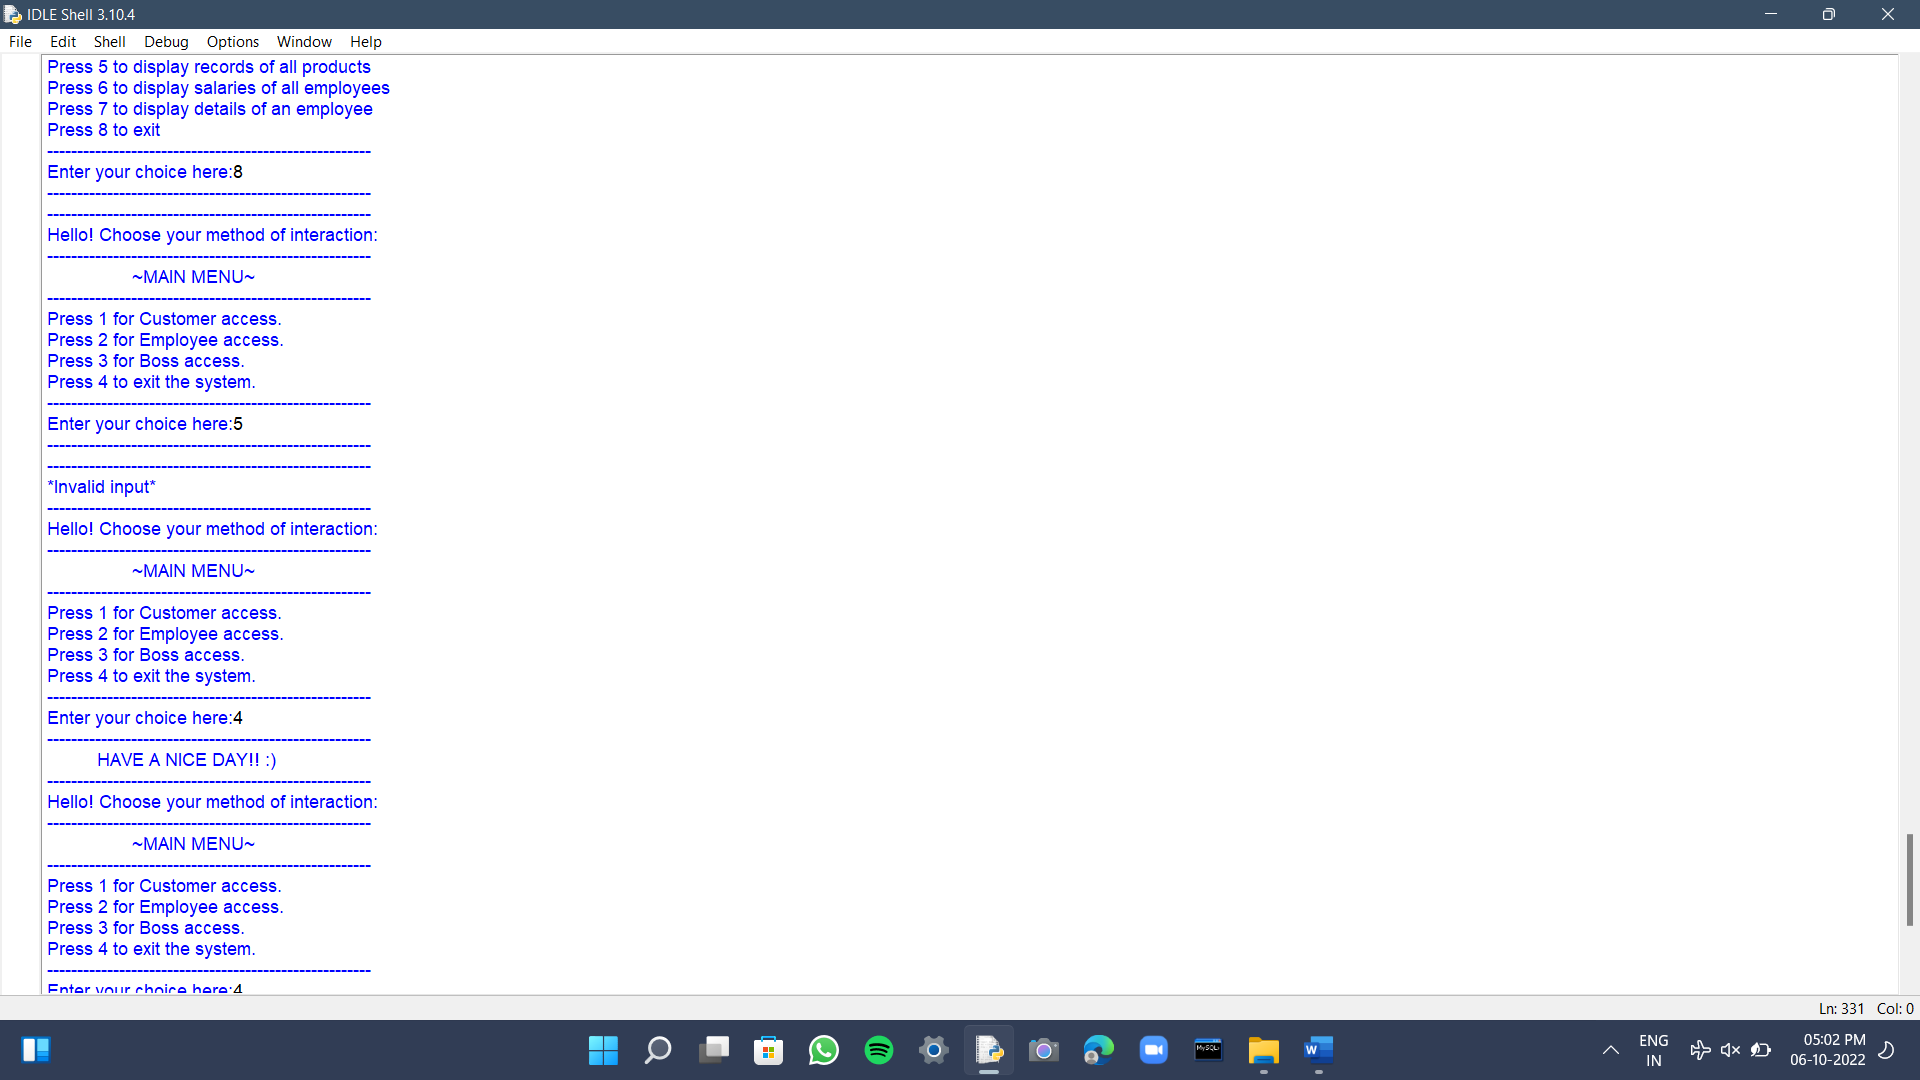 IDLE Shell 3.10.4
File Edit Shell Debug Options Window Help
Press 5 to display records of all products
Press 6 to display salaries of all employees
Press 7 to display details of an employee
Press 8 to exit
------------------------------------------------------
Enter your choice here:8
------------------------------------------------------
------------------------------------------------------
Hello! Choose your method of interaction:
------------------------------------------------------
~MAIN MENU~
------------------------------------------------------
Press 1 for Customer access.
Press 2 for Employee access.
Press 3 for Boss access.
Press 4 to exit the system.
------------------------------------------------------
Enter your choice here:5
------------------------------------------------------
------------------------------------------------------
*Invalid input*
------------------------------------------------------
Hello! Choose your method of interaction:
------------------------------------------------------
~MAIN MENU~
------------------------------------------------------
Press 1 for Customer access.
Press 2 for Employee access.
Press 3 for Boss access.
Press 4 to exit the system.
------------------------------------------------------
Enter your choice here:4
------------------------------------------------------
HAVE A NICE DAY!! :)
------------------------------------------------------
Hello! Choose your method of interaction:
------------------------------------------------------
~MAIN MENU~
------------------------------------------------------
Press 1 for Customer access.
Press 2 for Employee access.
Press 3 for Boss access.
Press 4 to exit the system.
------------------------------------------------------
Enter your choice here:4
Ln: 331 Col: 0
W
MySQL
ENG
IN
05:02 PM
06-10-2022